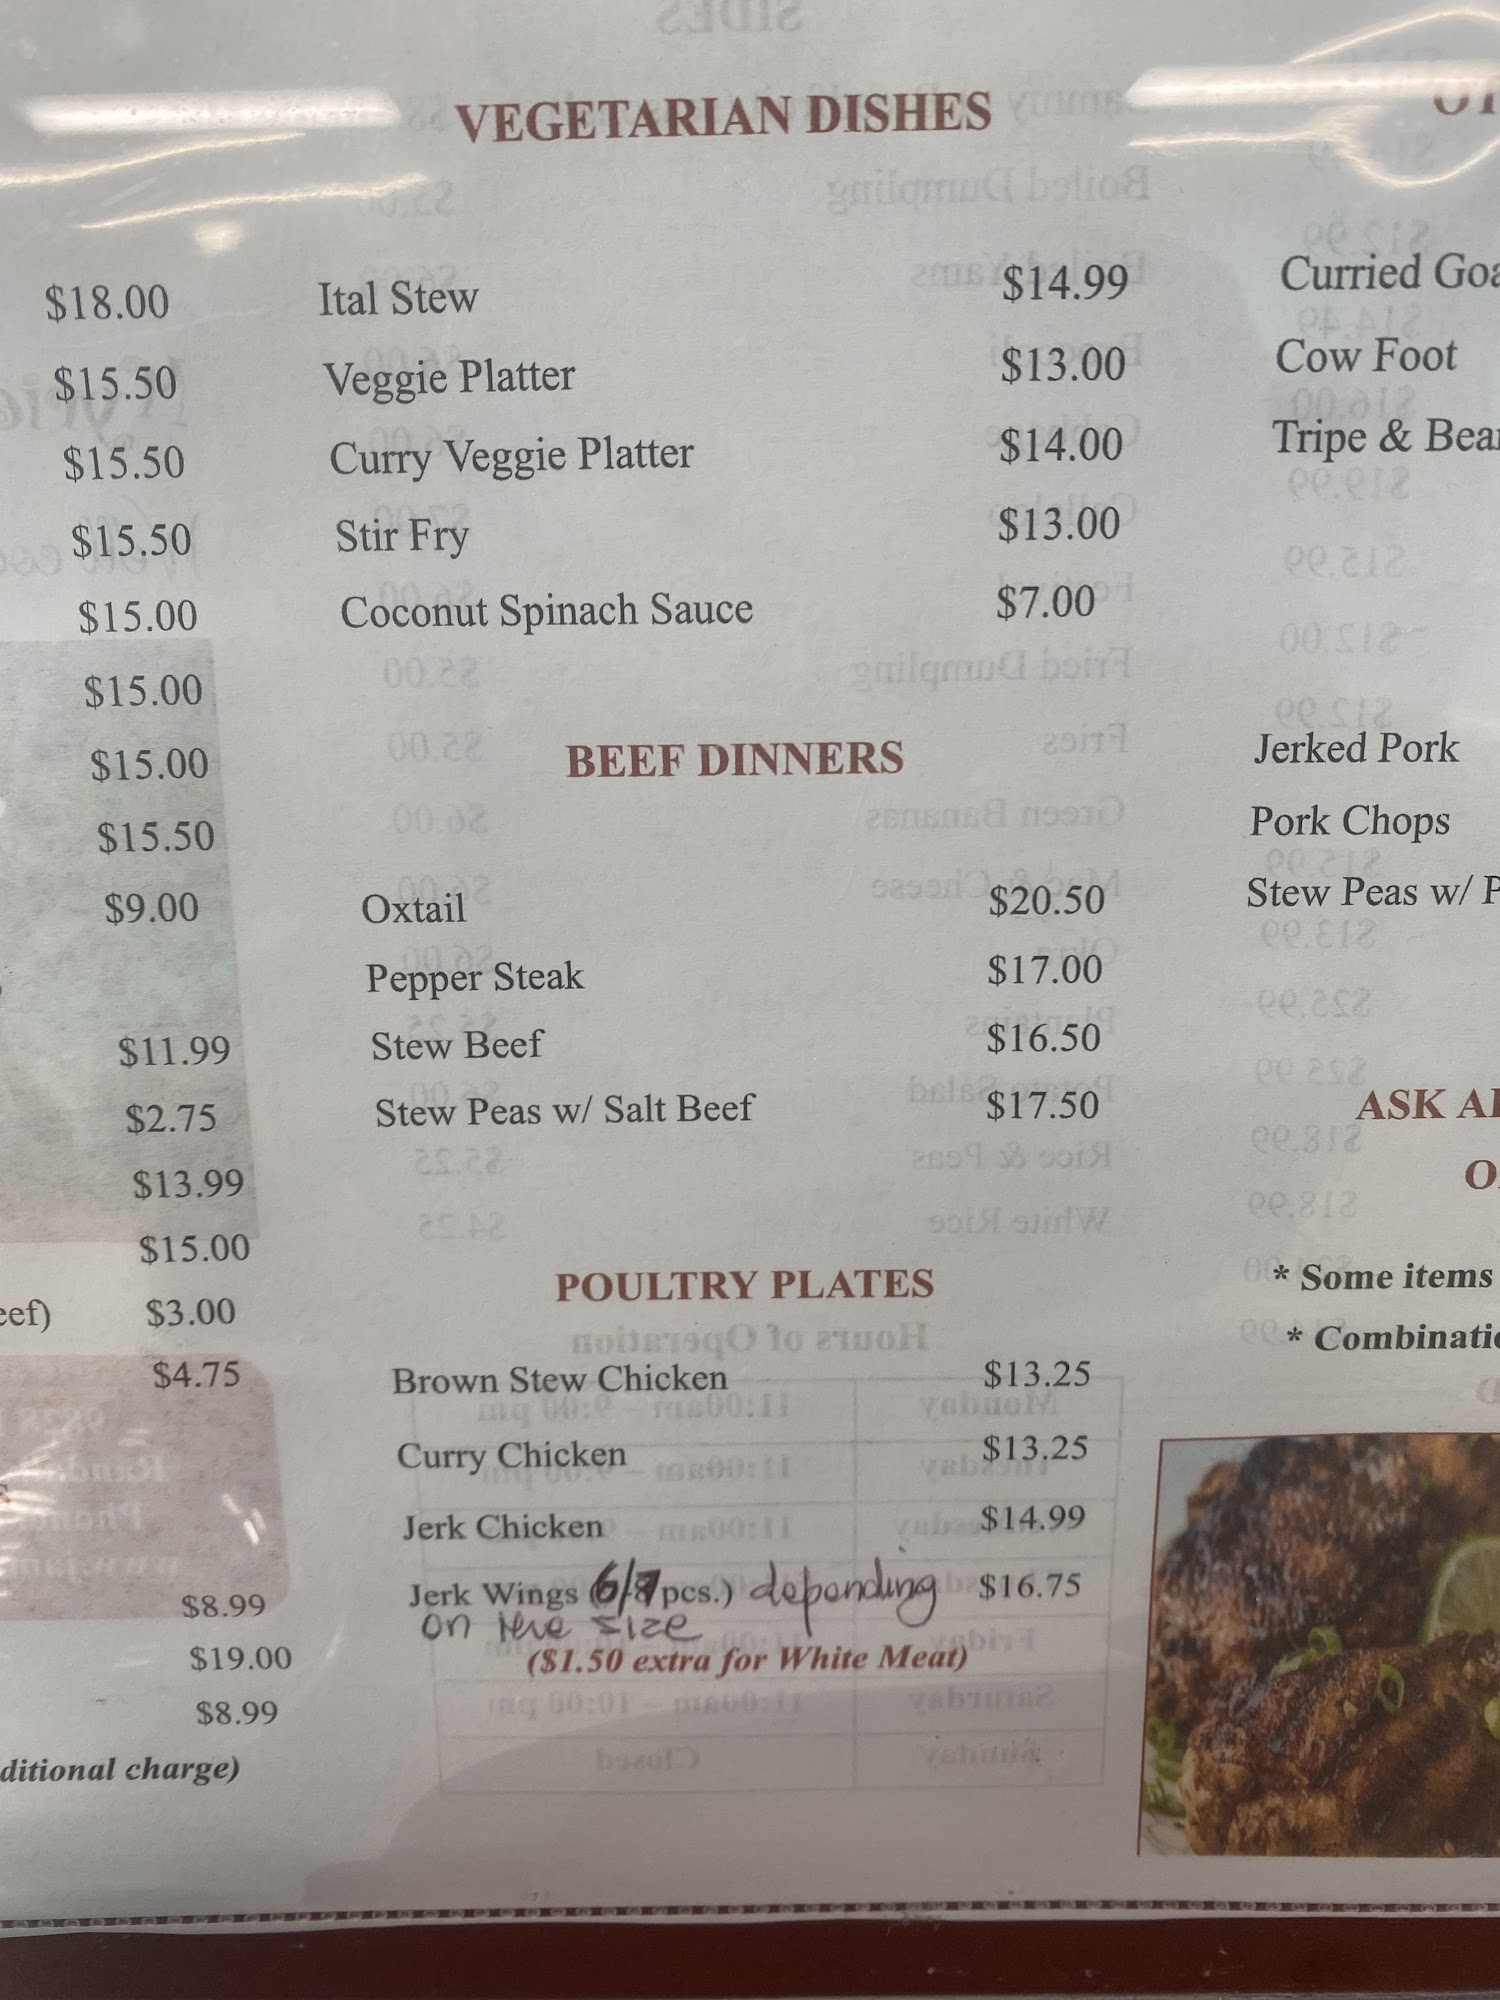 VEGETARIAN DISHES
Ital Stew $14.99
Veggie Platter $13.00
Curry Veggie Platter $14.00
Stir Fry $13.00
Coconut Spinach Sauce $7.00
BEEF DINNERS
Oxtail $20.50
Pepper Steak $17.00
Stew Beef $16.50
Stew Peas w/ Salt Beef $17.50
POULTRY PLATES
Brown Stew Chicken $13.25
Curry Chicken $13.25
Jerk Chicken $14.99
Jerk Wings (6/7 pcs.) depending $16.75
on the size
($1.50 extra for White Meat)
$18.00
$15.50
$15.50
$15.50
$15.00
$15.00
$15.00
$15.50
$9.00
$11.99
$2.75
$13.99
$15.00
eef) $3.00
$4.75
$8.99
$19.00
$8.99
ditional charge)
Curried Goa
Cow Foot
Tripe & Bea
Jerked Pork
Pork Chops
Stew Peas w/ P
ASK A
O
* Some items
* Combinatio